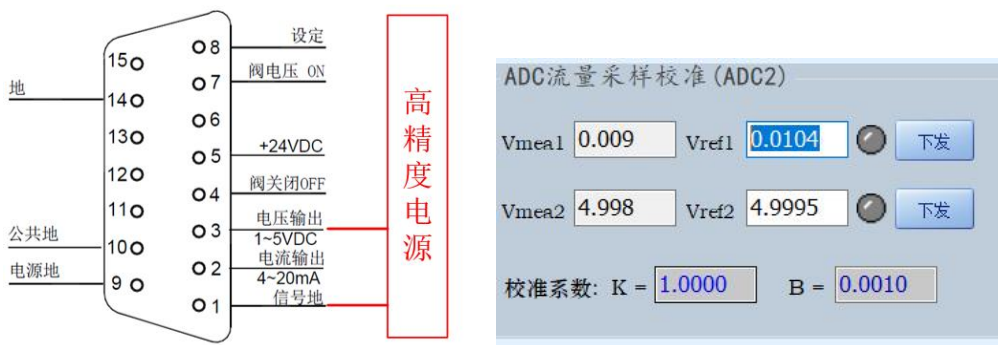 设定
8
15
阀电压 ON
7
地
14
6
13
+24VDC
5
12
阀关闭OFF
4
11
电压输出
3
1~5VDC
公共地
10
电流输出
2
4~20mA
电源地
9
信号地
1
高精度电源
ADC流量采样校准(ADC2)
Vmea1 0.009 Vref1 0.0104 下发
Vmea2 4.998 Vref2 4.9995 下发
校准系数: K = 1.0000 B = 0.0010